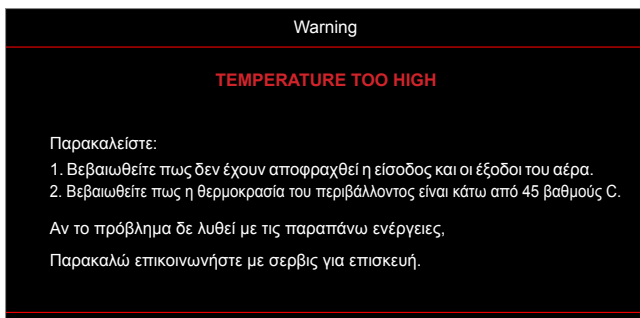 Warning
TEMPERATURE TOO HIGH
Παρακαλείστε:
1. Βεβαιωθείτε πως δεν έχουν αποφραχθεί η είσοδος και οι έξοδοι του αέρα.
2. Βεβαιωθείτε πως η θερμοκρασία του περιβάλλοντος είναι κάτω από 45 βαθμούς C.
Αν το πρόβλημα δε λυθεί με τις παραπάνω ενέργειες,
Παρακαλώ επικοινωνήστε με σερβις για επισκευή.